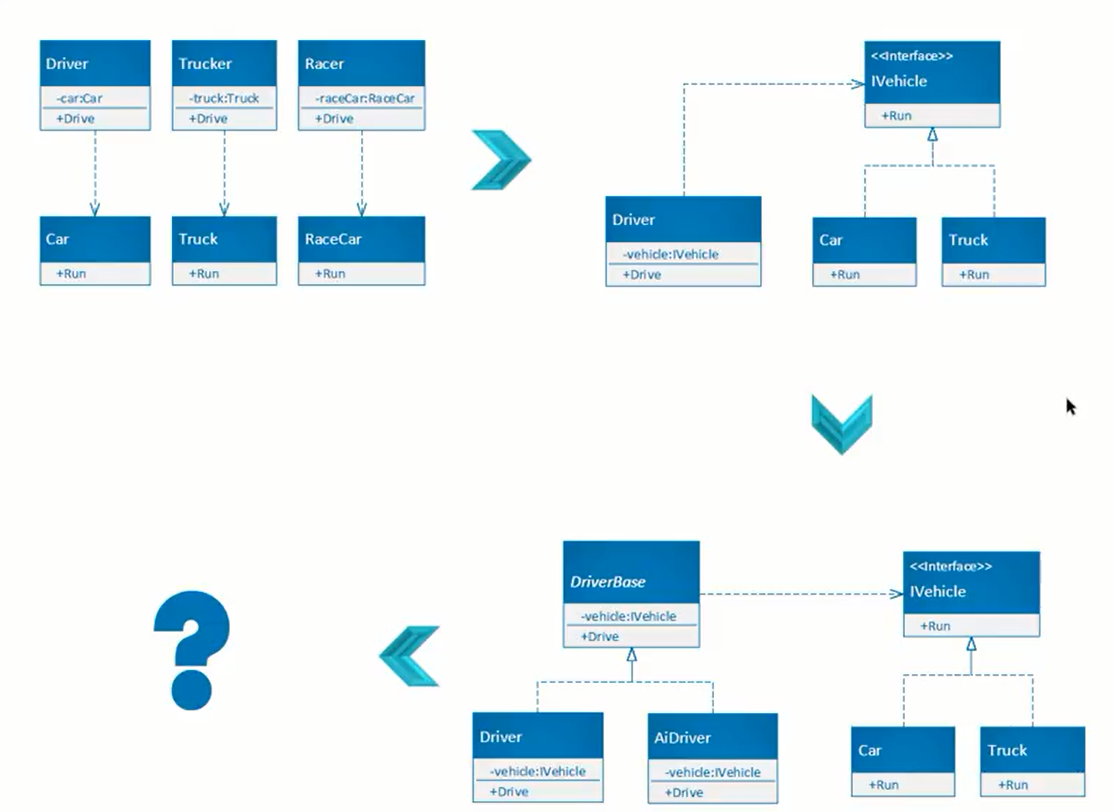 Driver
-car:Car
+Drive
Trucker
-truck:Truck
+Drive
Racer
-raceCar:RaceCar
+Drive
Car
+Run
Truck
+Run
RaceCar
+Run
<<Interface>>
IVehicle
+Run
Driver
-vehicle:IVehicle
+Drive
Car
+Run
Truck
+Run
DriverBase
-vehicle:IVehicle
+Drive
<<Interface>>
IVehicle
+Run
Driver
-vehicle:IVehicle
+Drive
AiDriver
-vehicle:IVehicle
+Drive
Car
+Run
Truck
+Run
?